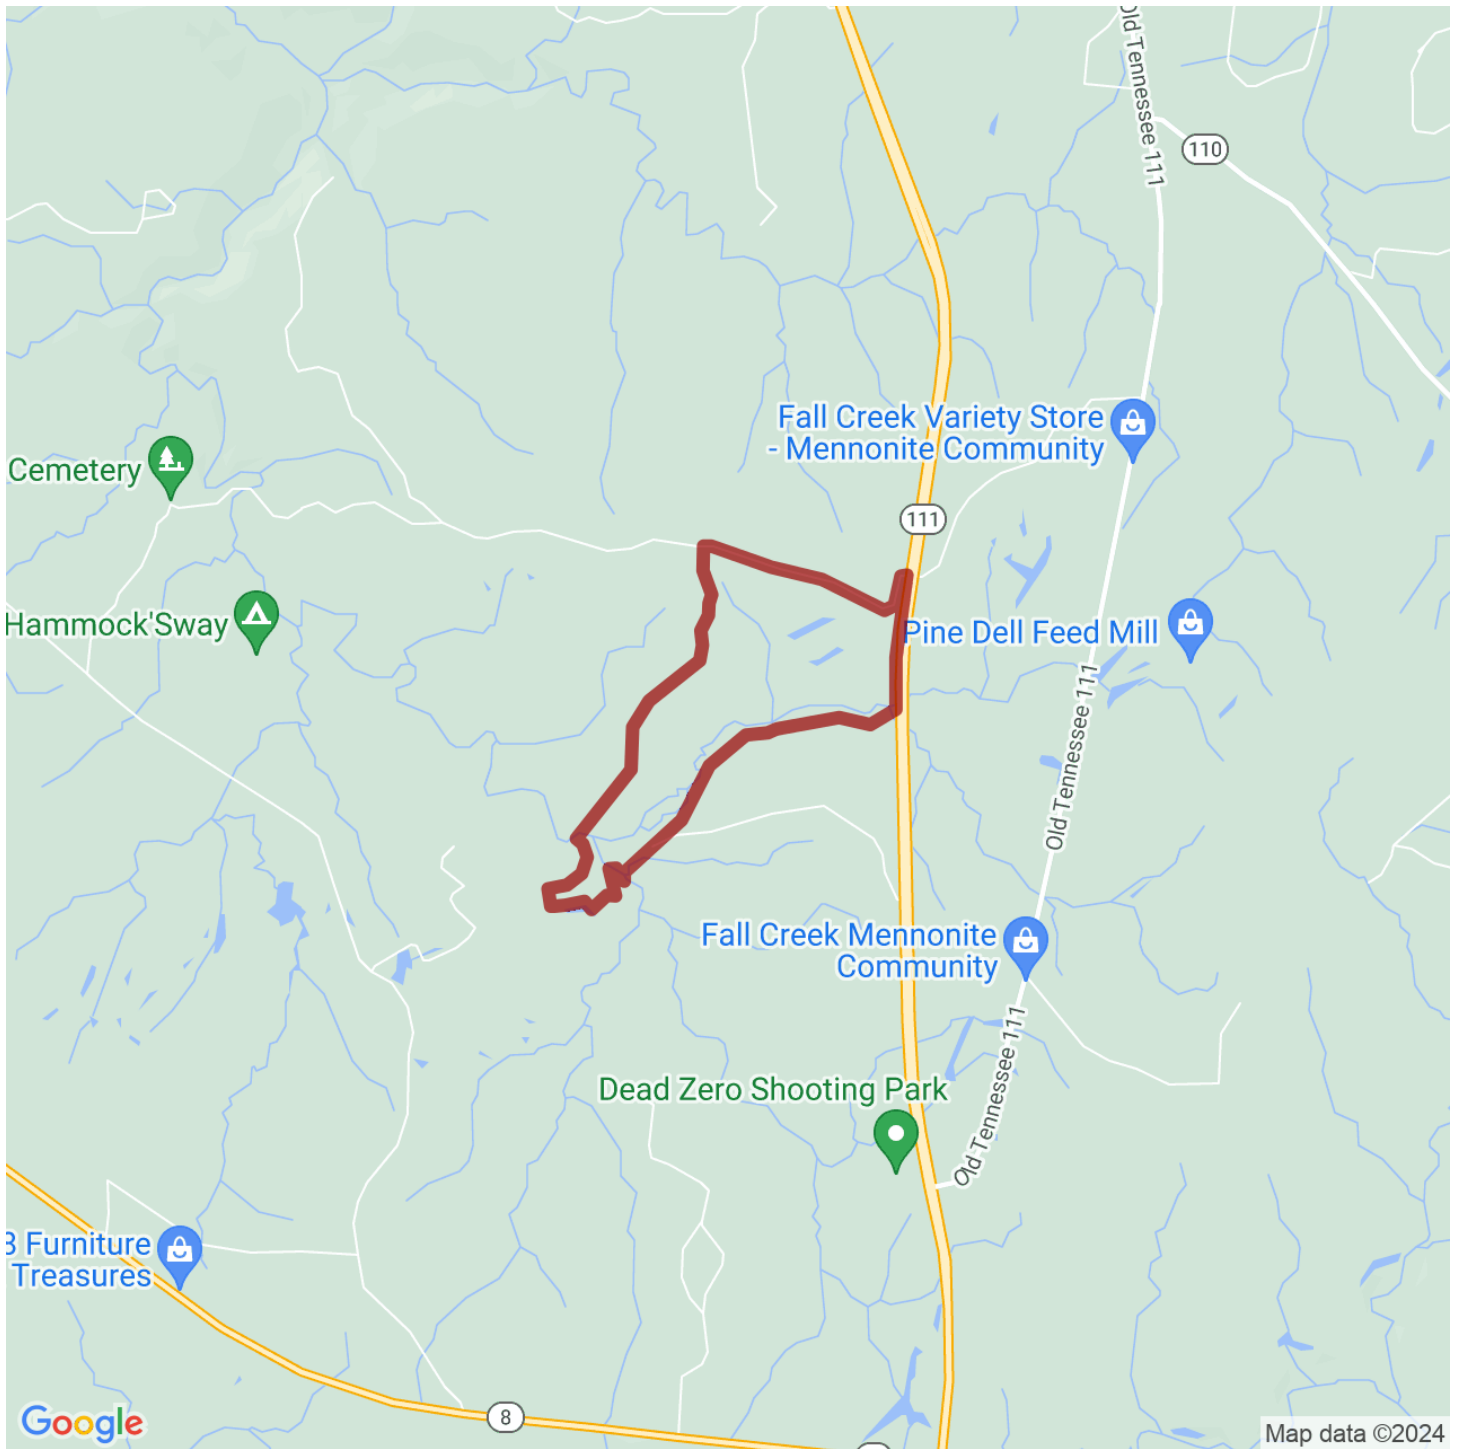 Old Tennessee 111
110
Fall Creek Variety Store
- Mennonite Community
Cemetery
111
Hammock'Sway
Pine Dell Feed Mill
Old Tennessee 111
Fall Creek Mennonite
Community
Old Tennessee 111
Dead Zero Shooting Park
3 Furniture
Treasures
8
Google
Map data ©2024